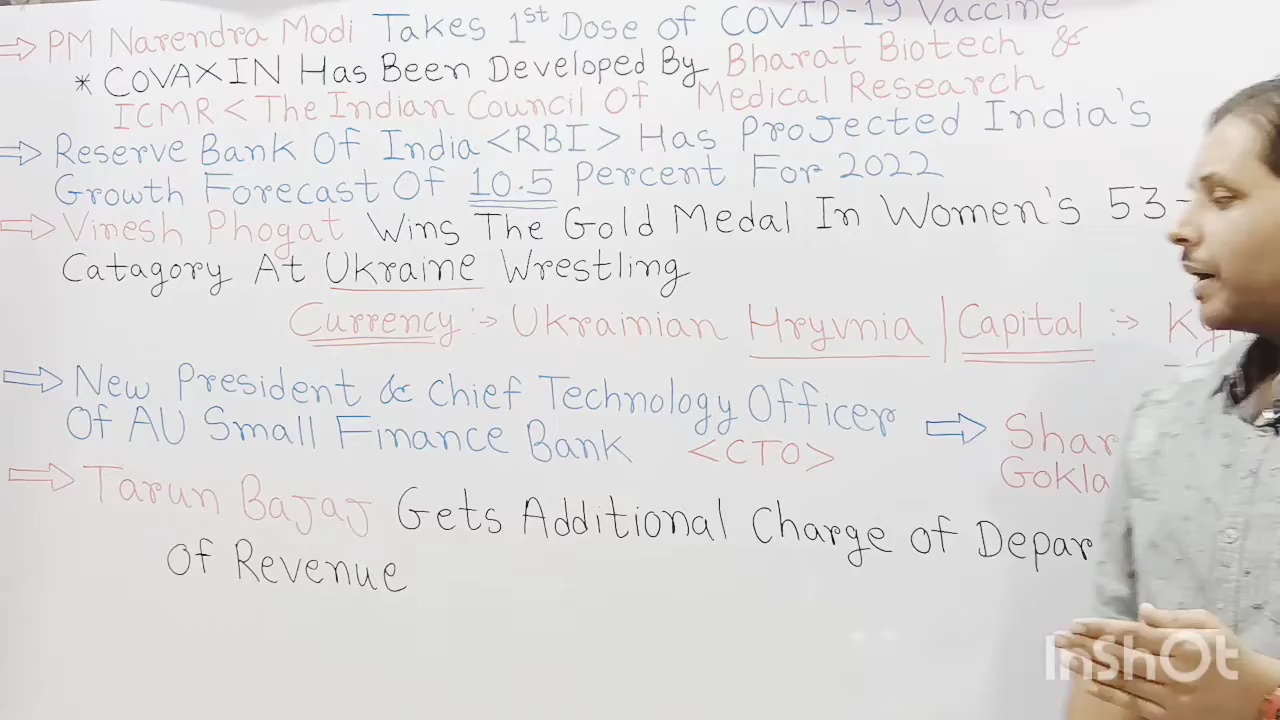 PM Narendra Modi Takes 1st Dose of COVID-19 Vaccine
* COVAXIN Has Been Developed By Bharat Biotech &
ICMR < The Indian Council Of Medical Research
Reserve Bank Of India <RBI> Has Projected India's
Growth Forecast Of 10.5 Percent For 2022
Vinesh Phogat Wins The Gold Medal In Women's 53-
Catagory At Ukraine Wrestling
Currency :→ Ukrainian Hryvnia | Capital :→
New President & Chief Technology Officer
Of AU Small Finance Bank <CTO> ⇒ Shar
Gokla
Tarun Bajaj Gets Additional Charge of Depar
Of Revenue
InShOt